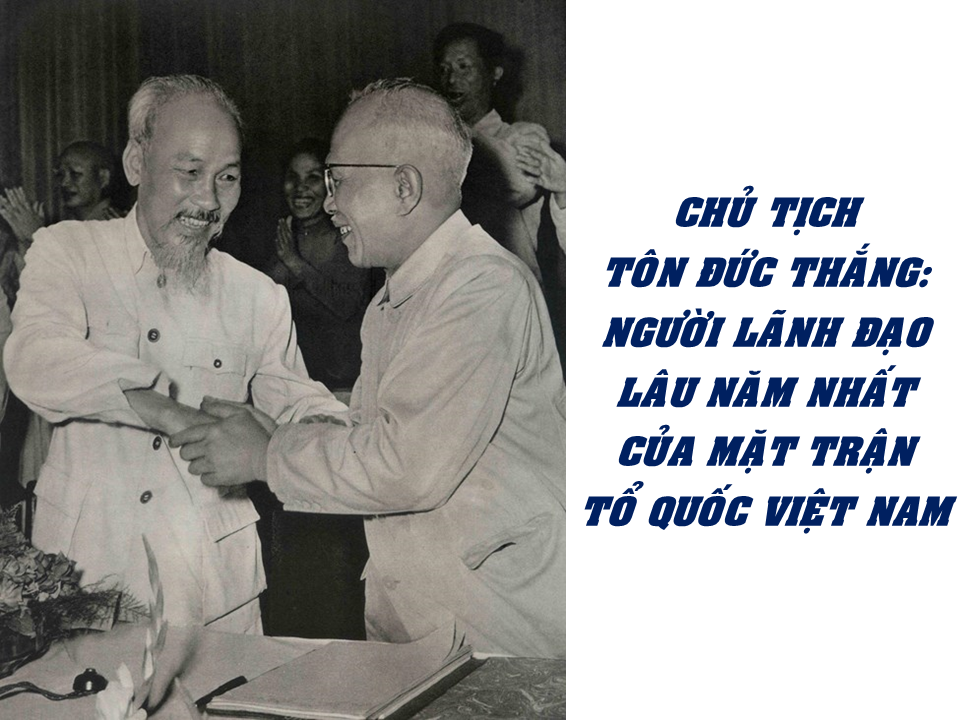 CHỦ TỊCH
TÔN ĐỨC THẮNG:
NGƯỜI LÃNH ĐẠO
LÂU NĂM NHẤT
CỦA MẶT TRẬN
TỔ QUỐC VIỆT NAM